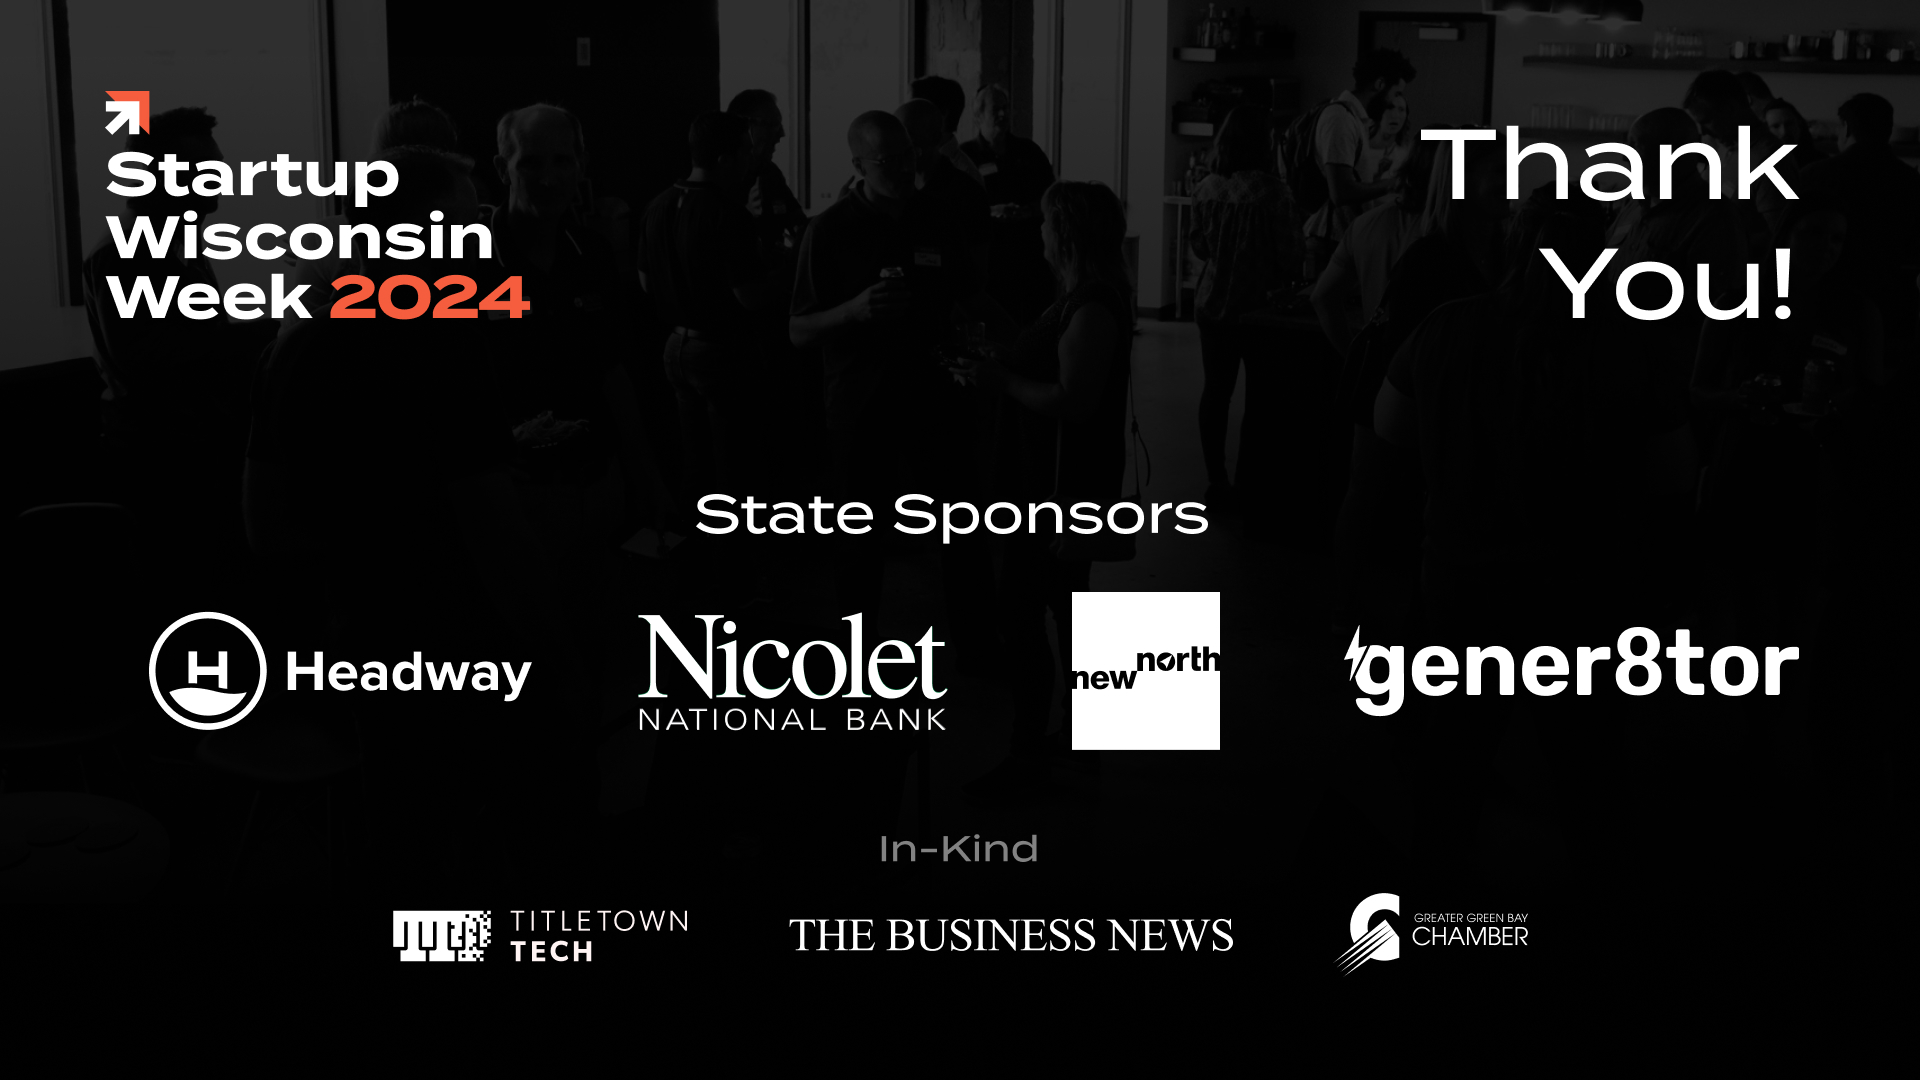 Startup
Wisconsin
Week 2024
Thank
You!
State Sponsors
H Headway
Nicolet
NATIONAL BANK
new north
gener8tor
In-Kind
TITLETOWN
TECH
THE BUSINESS NEWS
GREATER GREEN BAY
CHAMBER